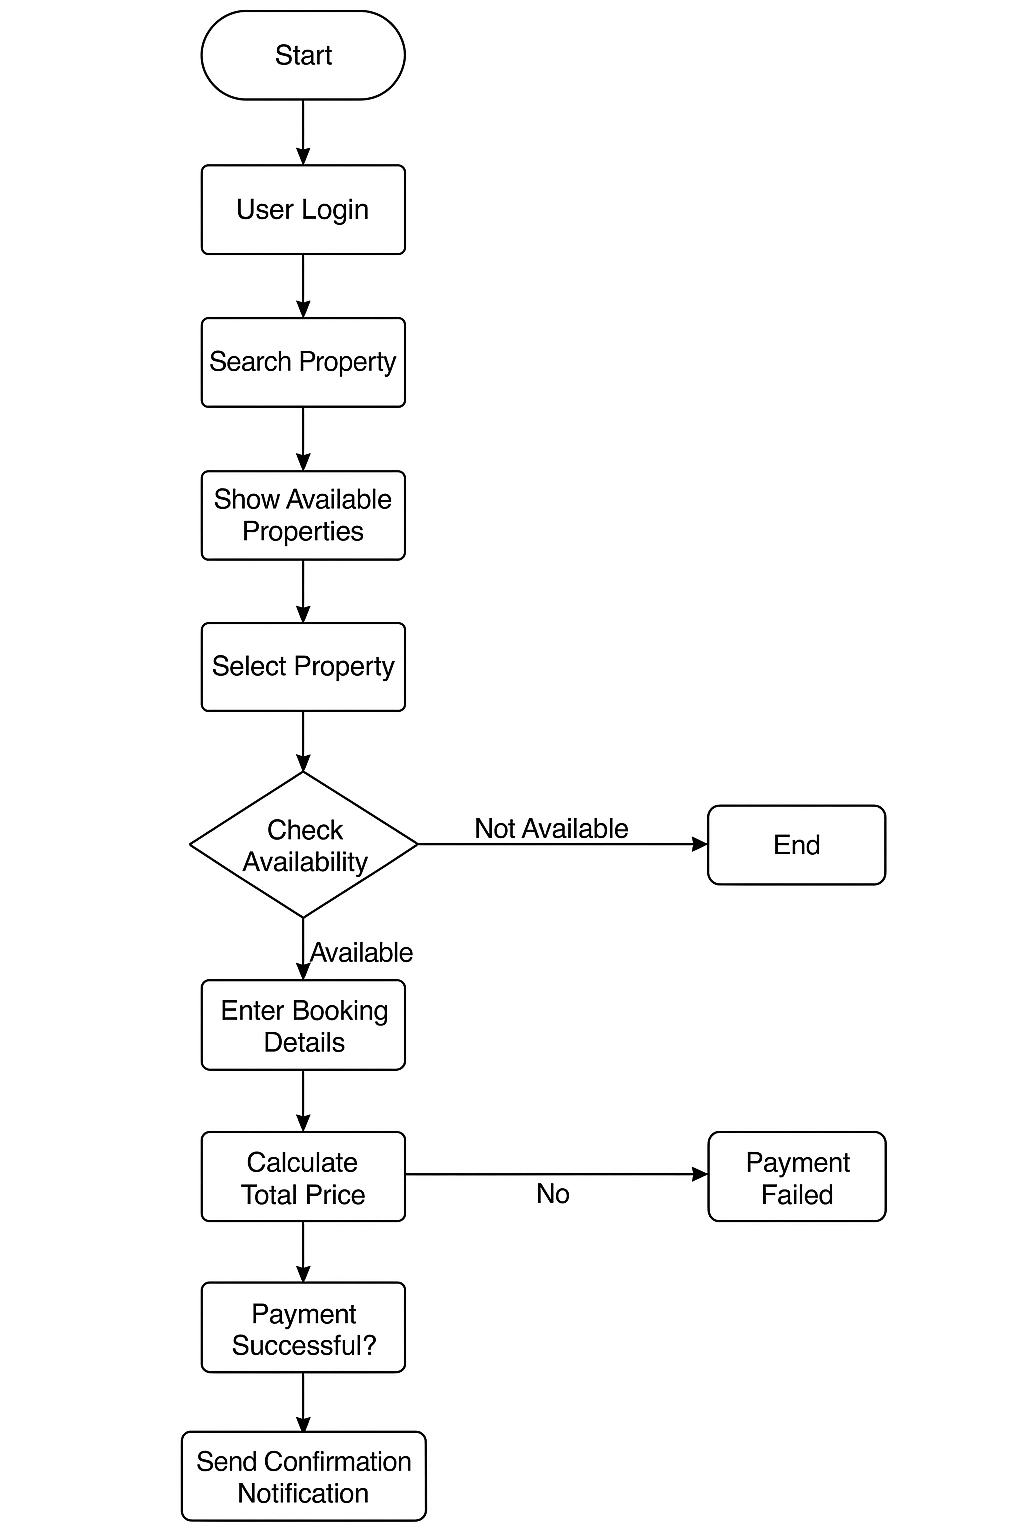 Start
User Login
Search Property
Show Available
Properties
Select Property
Check
Availability
Not Available
End
Available
Enter Booking
Details
Calculate
Total Price
No
Payment
Failed
Payment
Successful?
Send Confirmation
Notification